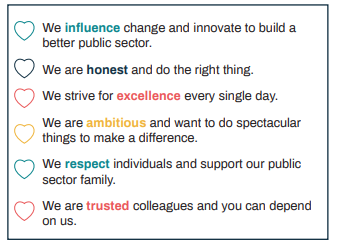 We influence change and innovate to build a
better public sector.
We are honest and do the right thing.
We strive for excellence every single day.
We are ambitious and want to do spectacular
things to make a difference.
We respect individuals and support our public
sector family.
We are trusted colleagues and you can depend
on us.